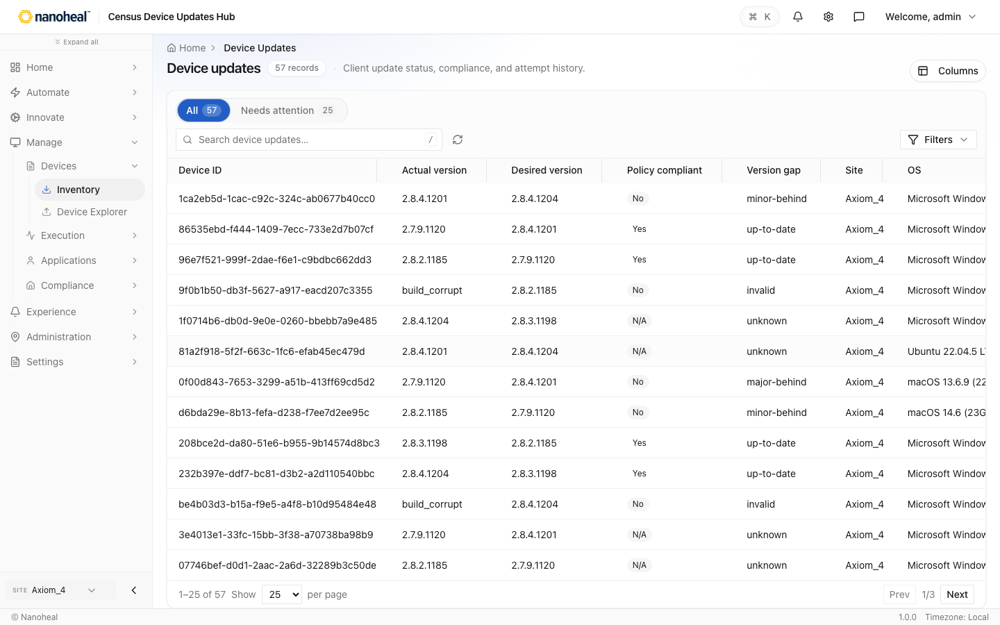 nanoheal™ Census Device Updates Hub ⌘ K Welcome, admin
Expand all
Home
Automate
Innovate
Manage
Devices
Inventory
Device Explorer
Execution
Applications
Compliance
Experience
Administration
Settings
SITE Axiom_4
Home > Device Updates
Device updates 57 records · Client update status, compliance, and attempt history.
Columns
All 57 Needs attention 25
Search device updates... /
Filters
Device ID Actual version Desired version Policy compliant Version gap Site OS
1ca2eb5d-1cac-c92c-324c-ab0677b40cc0 2.8.4.1201 2.8.4.1204 No minor-behind Axiom_4 Microsoft Window
86535ebd-f444-1409-7ecc-733e2d7b07cf 2.7.9.1120 2.8.4.1201 Yes up-to-date Axiom_4 Microsoft Window
96e7f521-999f-2dae-f6e1-c9bdbc662dd3 2.8.2.1185 2.7.9.1120 Yes up-to-date Axiom_4 Microsoft Window
9f0b1b50-db3f-5627-a917-eacd207c3355 build_corrupt 2.8.2.1185 No invalid Axiom_4 Microsoft Window
1f0714b6-db0d-9e0e-0260-bbebb7a9e485 2.8.4.1204 2.8.3.1198 N/A unknown Axiom_4 Microsoft Window
81a2f918-5f2f-663c-1fc6-efab45ec479d 2.8.4.1201 2.8.4.1204 N/A unknown Axiom_4 Ubuntu 22.04.5 LT
0f00d843-7653-3299-a51b-413ff69cd5d2 2.7.9.1120 2.8.4.1201 No major-behind Axiom_4 macOS 13.6.9 (22
d6bda29e-8b13-fefa-d238-f7ee7d2ee95c 2.8.2.1185 2.7.9.1120 No minor-behind Axiom_4 macOS 14.6 (23G
208bce2d-da80-51e6-b955-9b14574d8bc3 2.8.3.1198 2.8.2.1185 Yes up-to-date Axiom_4 Microsoft Window
232b397e-ddf7-bc81-d3b2-a2d110540bbc 2.8.4.1204 2.8.3.1198 Yes up-to-date Axiom_4 Microsoft Window
be4b03d3-b15a-f9e5-a4f8-b10d95484e48 build_corrupt 2.8.4.1204 No invalid Axiom_4 Microsoft Window
3e4013e1-33fc-15bb-3f38-a70738ba98b9 2.7.9.1120 2.8.4.1201 N/A unknown Axiom_4 Microsoft Window
07746bef-d0d1-2aac-2a6d-32289b3c50de 2.8.2.1185 2.7.9.1120 N/A unknown Axiom_4 Microsoft Window
1–25 of 57 Show 25 per page Prev 1/3 Next
© Nanoheal 1.0.0 Timezone: Local